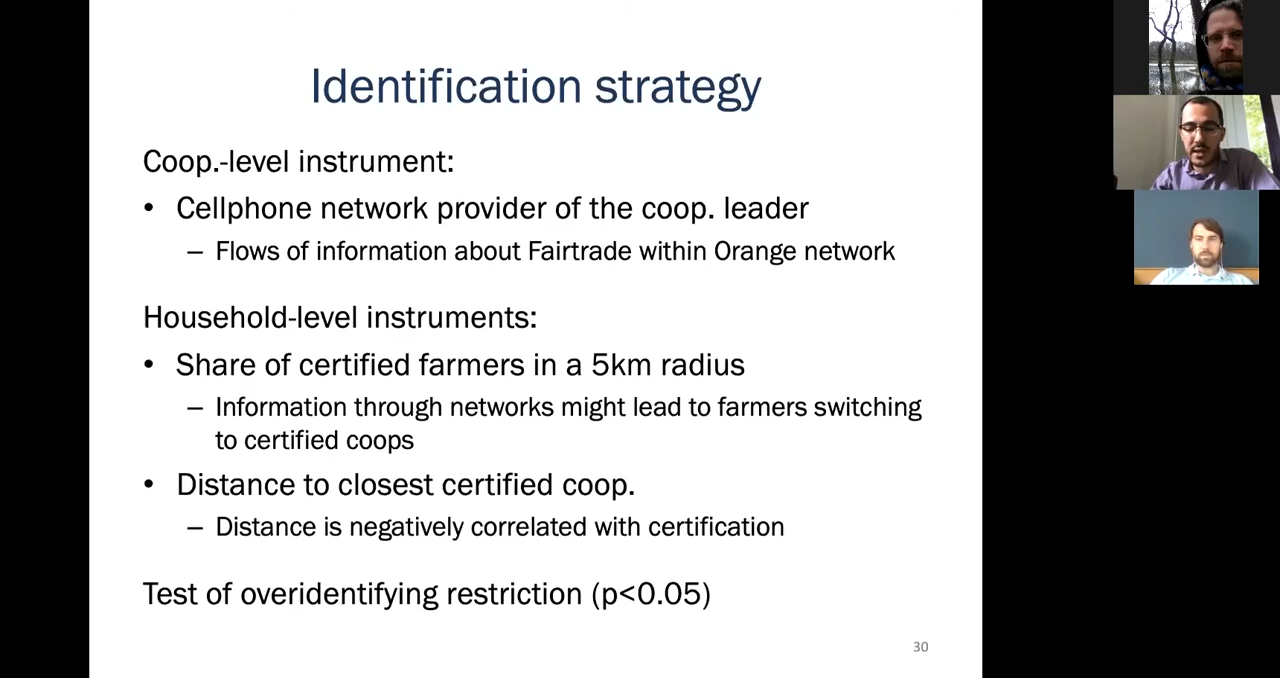 Identification strategy
Coop.-level instrument:
• Cellphone network provider of the coop. leader
– Flows of information about Fairtrade within Orange network
Household-level instruments:
• Share of certified farmers in a 5km radius
– Information through networks might lead to farmers switching
to certified coops
• Distance to closest certified coop.
– Distance is negatively correlated with certification
Test of overidentifying restriction (p<0.05)
30